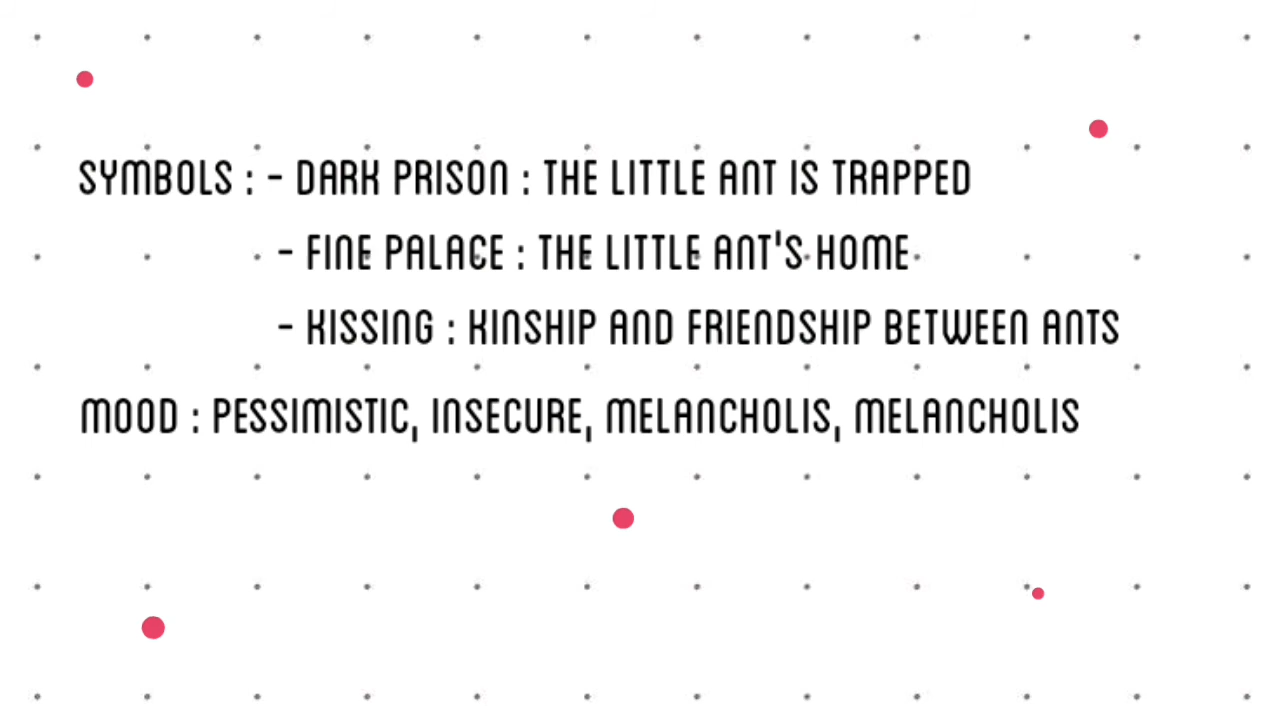 SYMBOLS : - DARK PRISON : THE LITTLE ANT IS TRAPPED
- FINE PALACE : THE LITTLE ANT'S HOME
- KISSING : KINSHIP AND FRIENDSHIP BETWEEN ANTS
MOOD : PESSIMISTIC, INSECURE, MELANCHOLIS, MELANCHOLIS